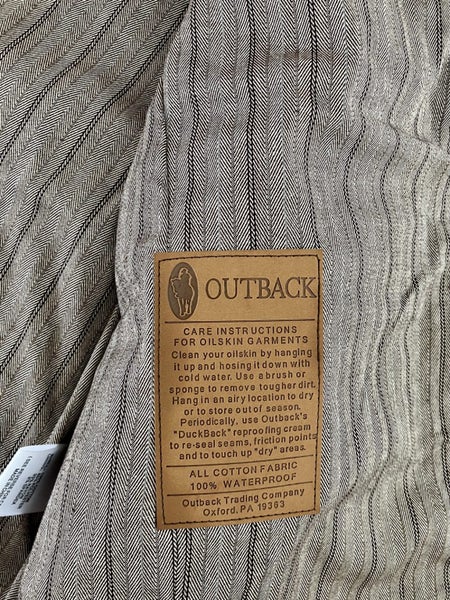 OUTBACK
CARE INSTRUCTIONS
FOR OILSKIN GARMENTS
Clean your oilskin by hanging
it up and hosing it down with
cold water. Use a brush or
sponge to remove tougher dirt.
Hang in an airy location to dry
or to store out of season.
Periodically, use Outback's
"DuckBack" reproofing cream
to re-seal seams, friction points
and to touch up "dry" areas.
ALL COTTON FABRIC
100% WATERPROOF
Outback Trading Company
Oxford, PA 19363